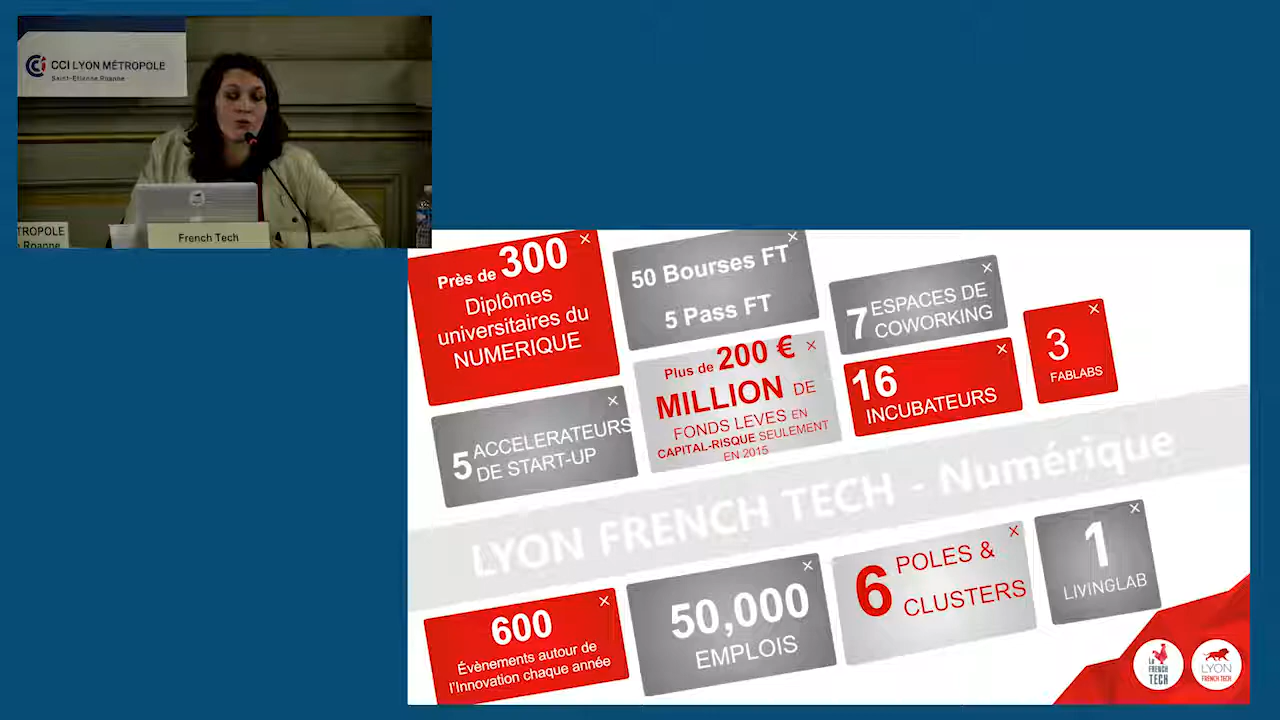 CCI LYON MÉTROPOLE
Saint-Etienne Roanne
TROPOLE
Roanne
French Tech
Près de 300
Diplômes
universitaires du
NUMERIQUE
50 Bourses FT
5 Pass FT
7 ESPACES DE
COWORKING
3
FABLABS
Plus de 200 €
MILLION DE
FONDS LEVES EN
CAPITAL-RISQUE SEULEMENT
EN 2015
16
INCUBATEURS
5 ACCELERATEURS
DE START-UP
LYON FRENCH TECH - Numérique
600
Évènements autour de
l'Innovation chaque année
50,000
EMPLOIS
6 POLES &
CLUSTERS
1
LIVINGLAB
LA
FRENCH
TECH
LYON
FRENCH TECH